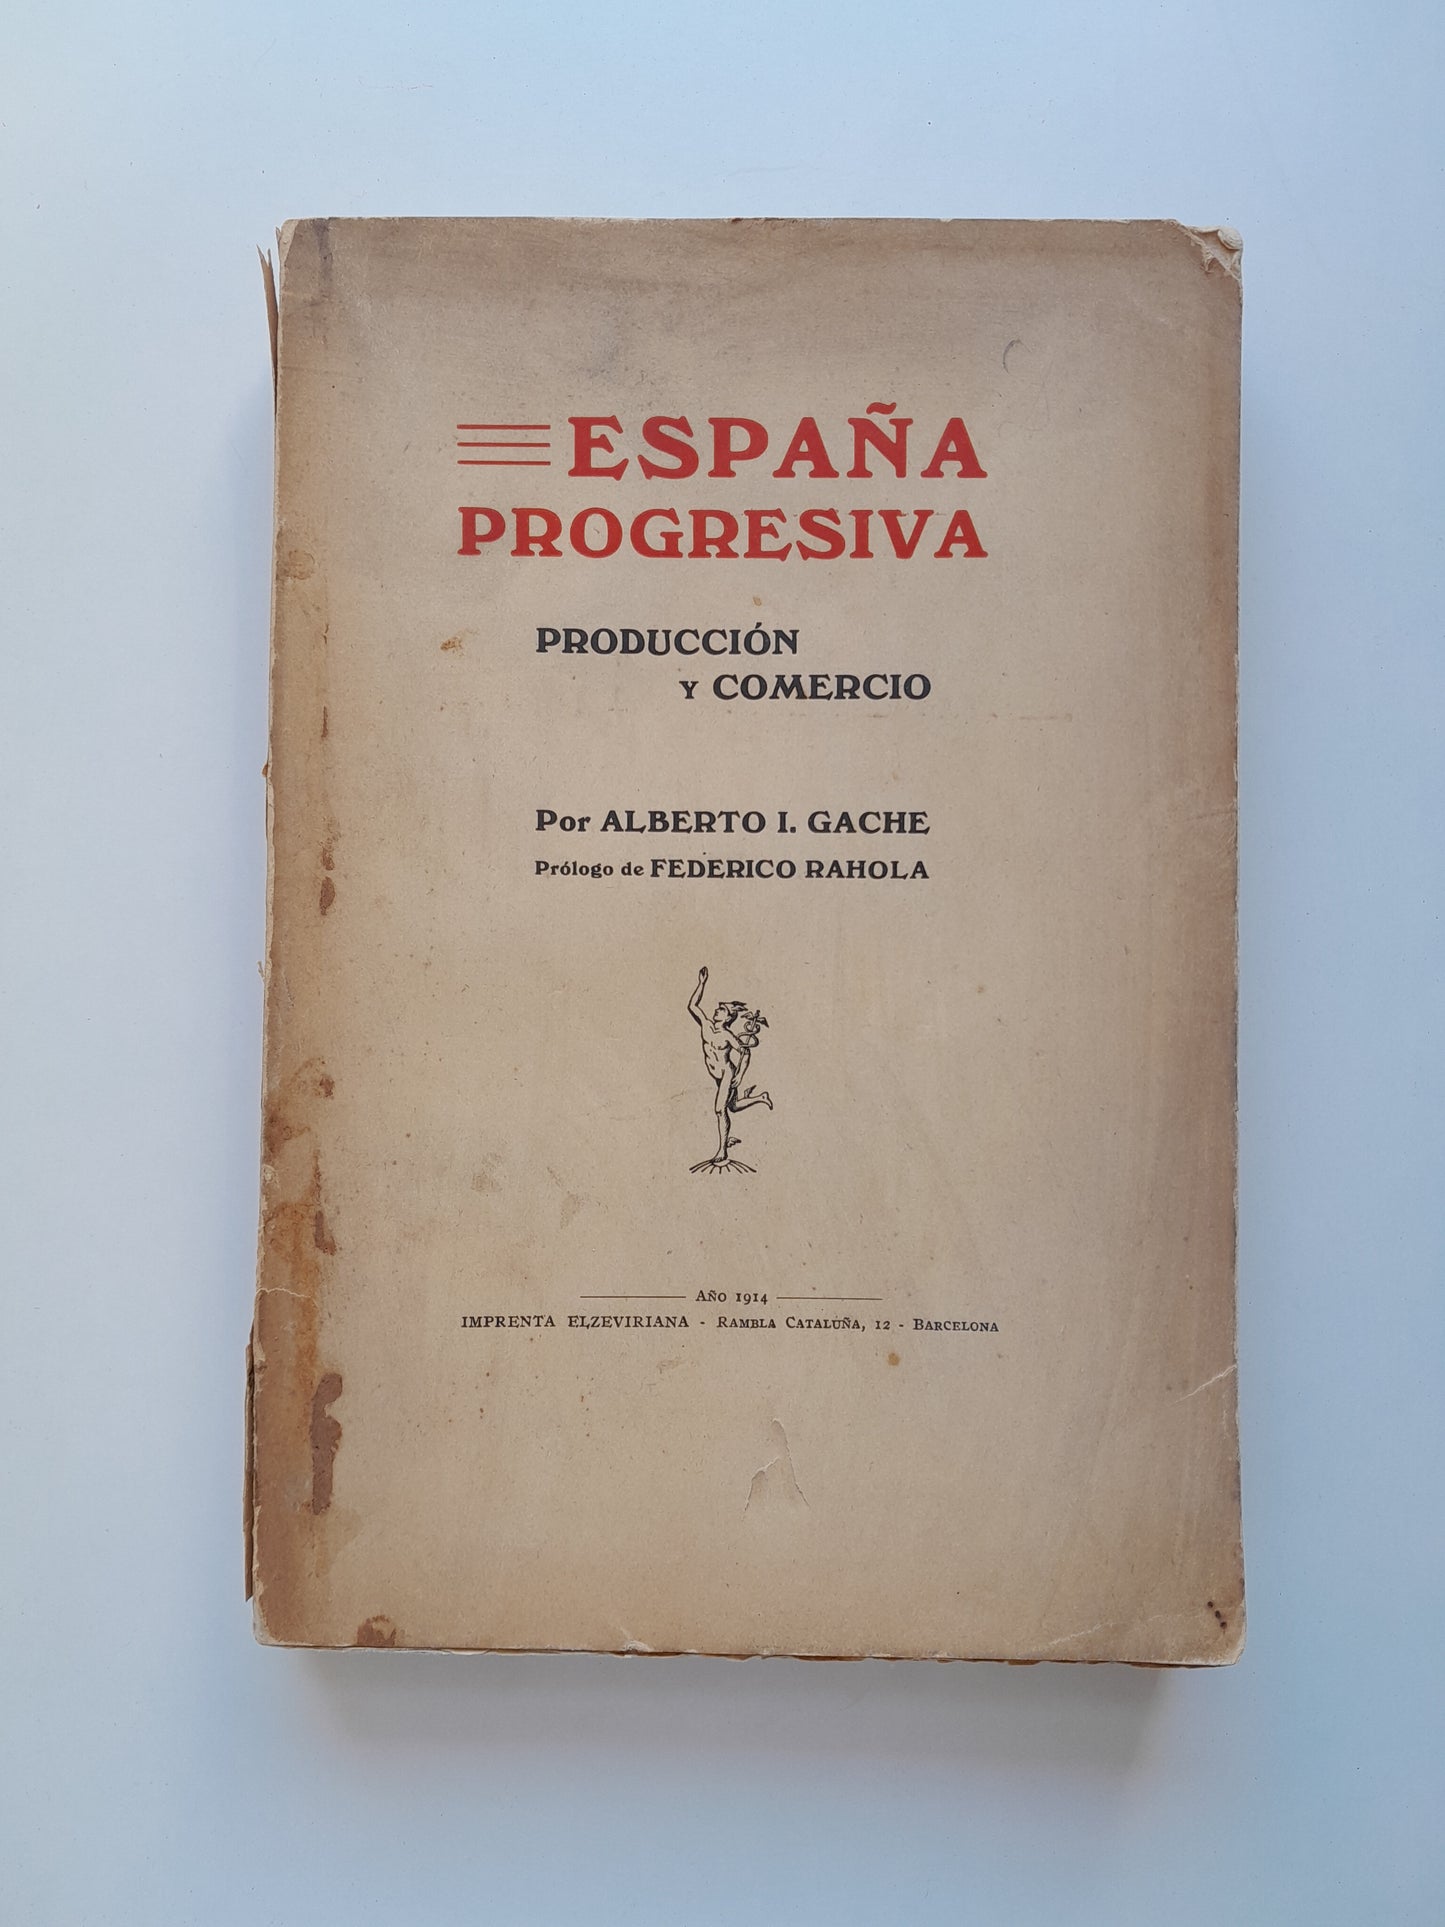 ESPAÑA
PROGRESIVA
PRODUCCIÓN
Y COMERCIO
Por ALBERTO I. GACHE
Prólogo de FEDERICO RAHOLA
AÑO 1914
IMPRENTA ELZEVIRIANA - RAMBLA CATALUÑA, 12 - BARCELONA